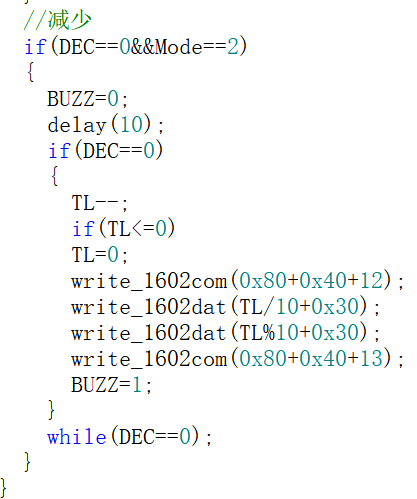 //减少
if(DEC==0&&Mode==2)
{
BUZZ=0;
delay(10);
if(DEC==0)
{
TL--;
if(TL<=0)
TL=0;
write_1602com(0x80+0x40+12);
write_1602dat(TL/10+0x30);
write_1602dat(TL%10+0x30);
write_1602com(0x80+0x40+13);
BUZZ=1;
}
while(DEC==0);
}
}